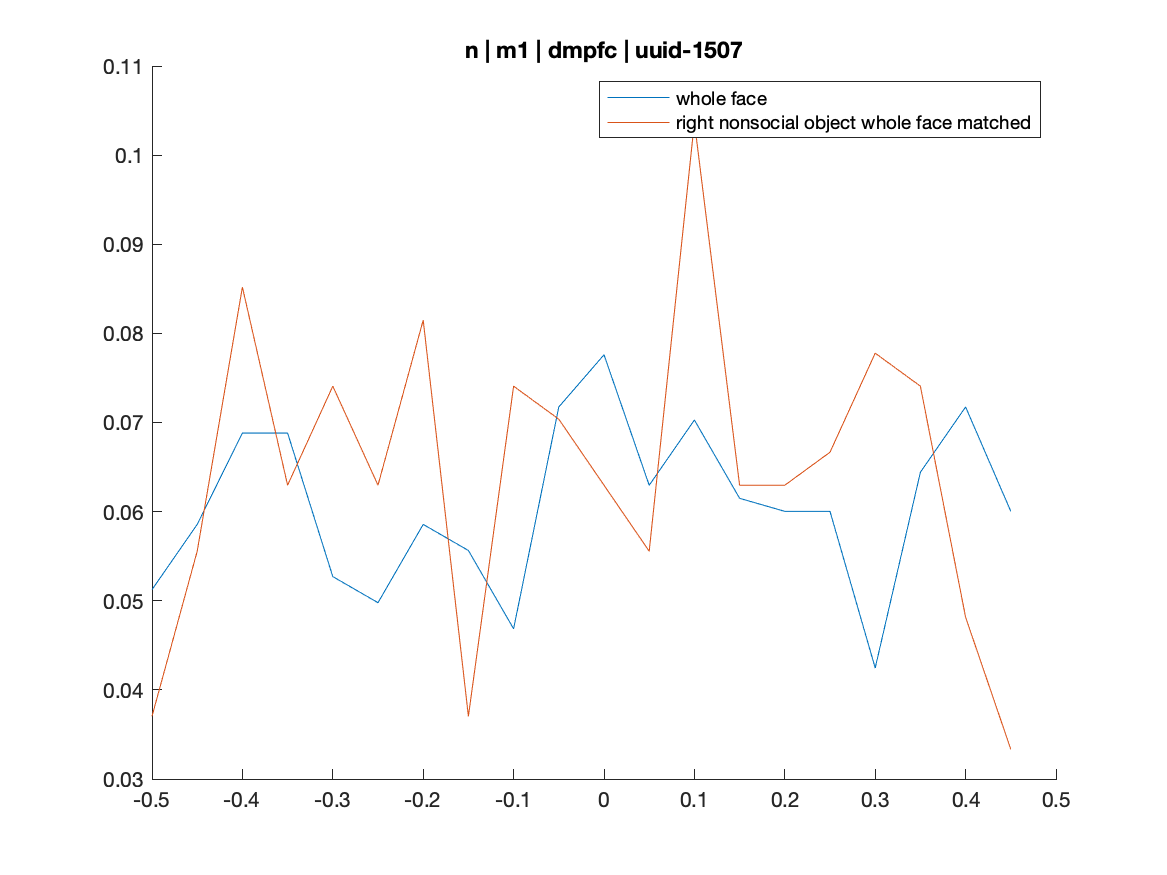 n | m1 | dmpfc | uuid-1507
0.11
whole face
right nonsocial object whole face matched
0.1
0.09
0.08
0.07
0.06
0.05
0.04
0.03
-0.5 -0.4 -0.3 -0.2 -0.1 0 0.1 0.2 0.3 0.4 0.5